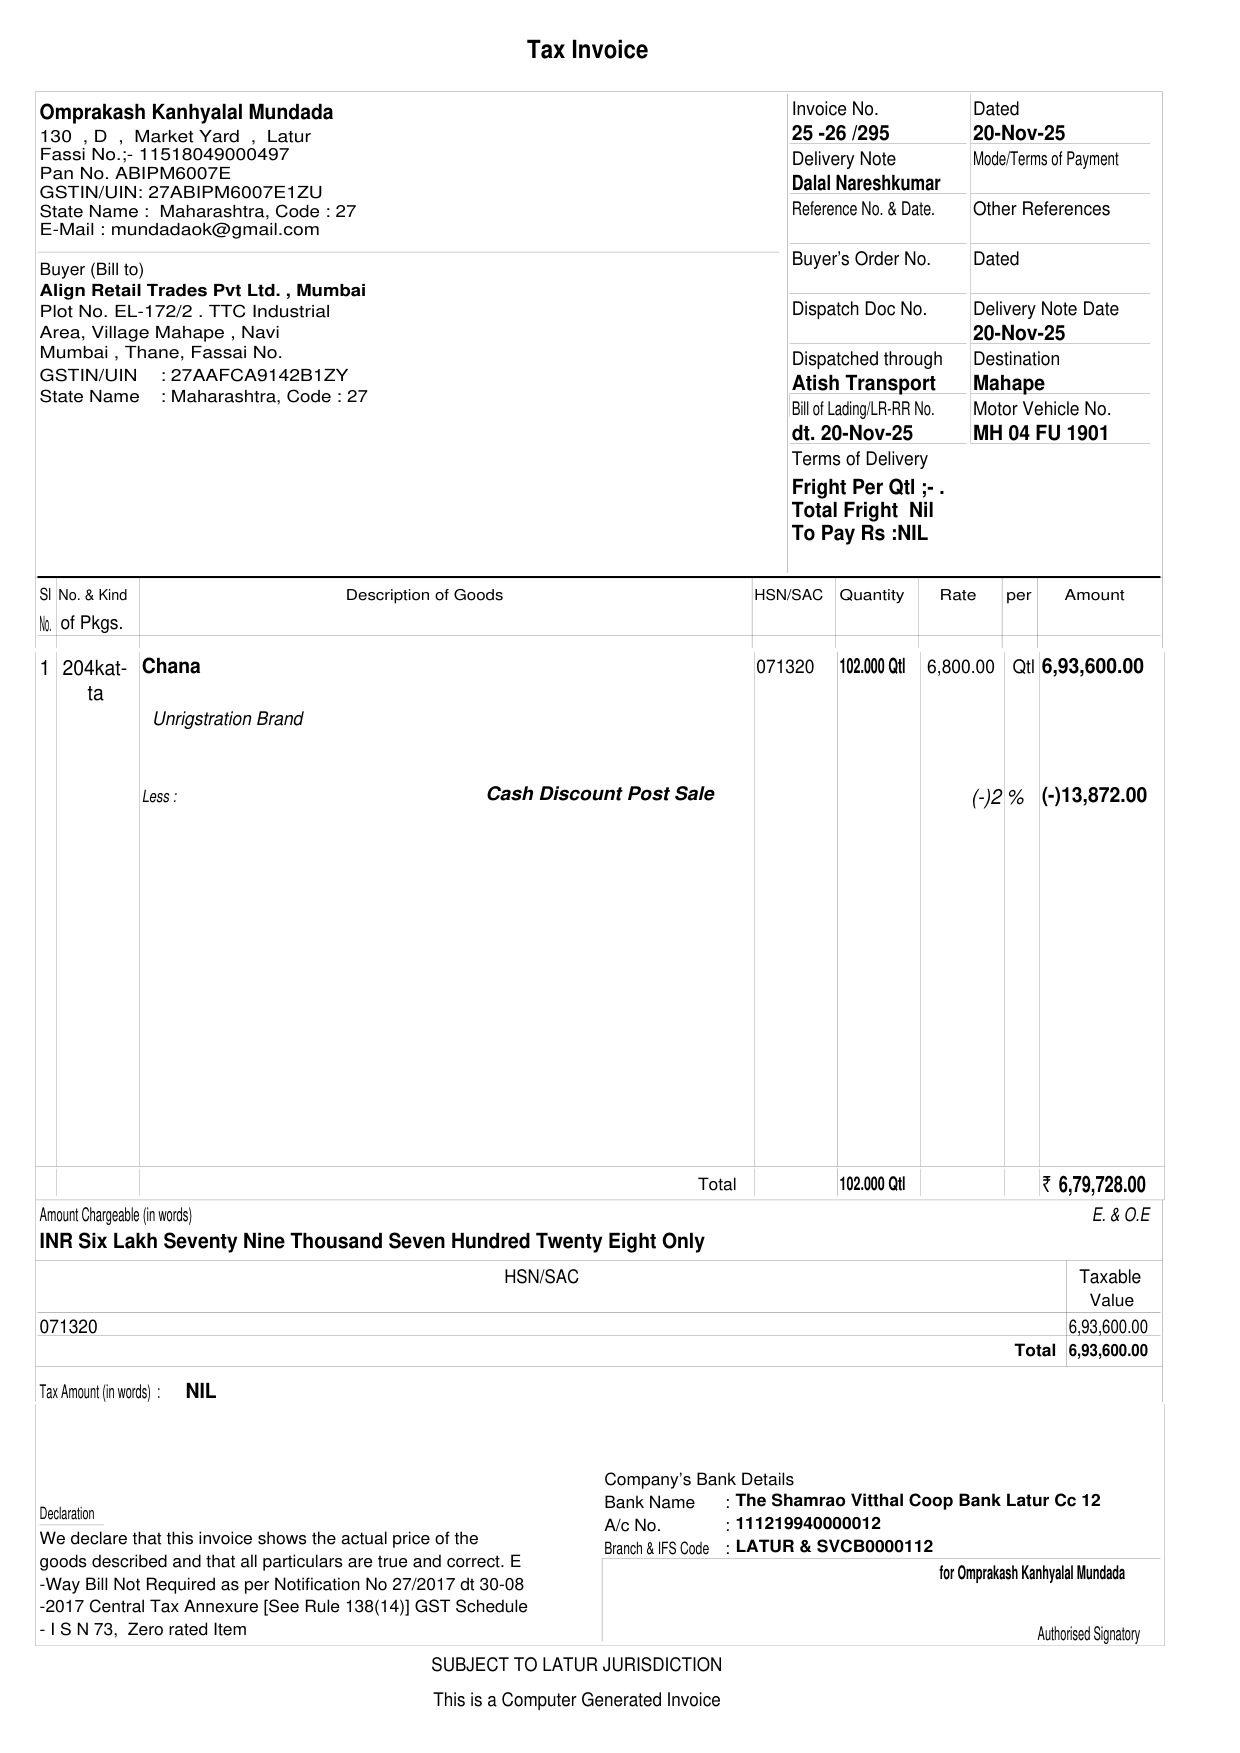 Tax Invoice
Omprakash Kanhyalal Mundada
130 , D , Market Yard , Latur
Fassi No.;- 11518049000497
Pan No. ABIPM6007E
GSTIN/UIN: 27ABIPM6007E1ZU
State Name : Maharashtra, Code : 27
E-Mail : mundadaok@gmail.com
Buyer (Bill to)
Align Retail Trades Pvt Ltd. , Mumbai
Plot No. EL-172/2 . TTC Industrial
Area, Village Mahape , Navi
Mumbai , Thane, Fassai No.
GSTIN/UIN : 27AAFCA9142B1ZY
State Name : Maharashtra, Code : 27
Invoice No. Dated
25 -26 /295 20-Nov-25
Delivery Note Mode/Terms of Payment
Dalal Nareshkumar
Reference No. & Date. Other References
Buyer's Order No. Dated
Dispatch Doc No. Delivery Note Date
20-Nov-25
Dispatched through Destination
Atish Transport Mahape
Bill of Lading/LR-RR No. Motor Vehicle No.
dt. 20-Nov-25 MH 04 FU 1901
Terms of Delivery
Fright Per Qtl ;- .
Total Fright Nil
To Pay Rs :NIL
Sl No. & Kind Description of Goods HSN/SAC Quantity Rate per Amount
No. of Pkgs.
1 204kat- Chana 071320 102.000 Qtl 6,800.00 Qtl 6,93,600.00
ta
Unrigstration Brand
Less : Cash Discount Post Sale (-)2 % (-)13,872.00
Total 102.000 Qtl ₹ 6,79,728.00
Amount Chargeable (in words) E. & O.E
INR Six Lakh Seventy Nine Thousand Seven Hundred Twenty Eight Only
HSN/SAC Taxable
Value
071320 6,93,600.00
Total 6,93,600.00
Tax Amount (in words) : NIL
Company's Bank Details
Bank Name : The Shamrao Vitthal Coop Bank Latur Cc 12
A/c No. : 111219940000012
Branch & IFS Code : LATUR & SVCB0000112
Declaration
We declare that this invoice shows the actual price of the
goods described and that all particulars are true and correct. E
-Way Bill Not Required as per Notification No 27/2017 dt 30-08
-2017 Central Tax Annexure [See Rule 138(14)] GST Schedule
- I S N 73, Zero rated Item
for Omprakash Kanhyalal Mundada
Authorised Signatory
SUBJECT TO LATUR JURISDICTION
This is a Computer Generated Invoice